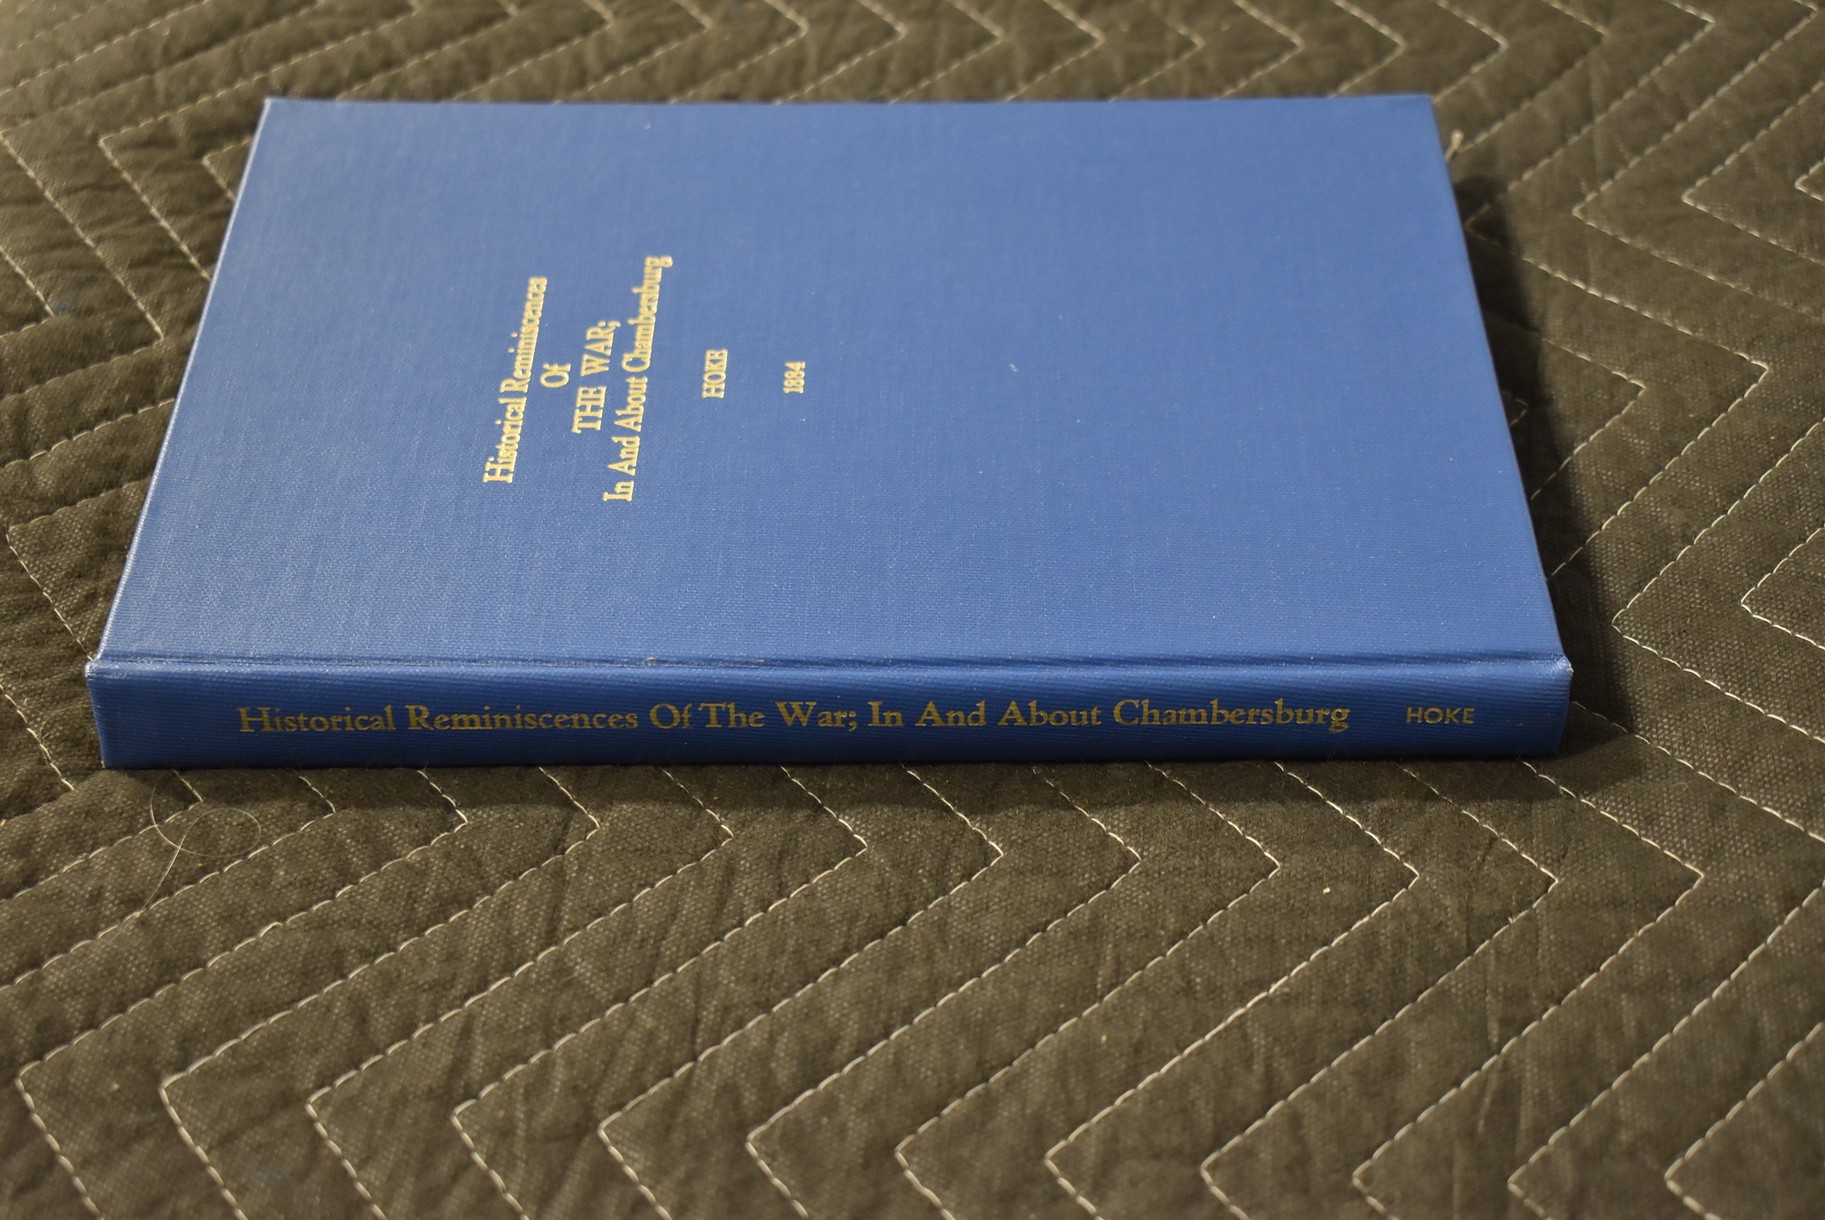 Historical Reminiscences
Of
THE WAR;
In And About Chambersburg
HOKE
1884
Historical Reminiscences Of The War; In And About Chambersburg HOKE